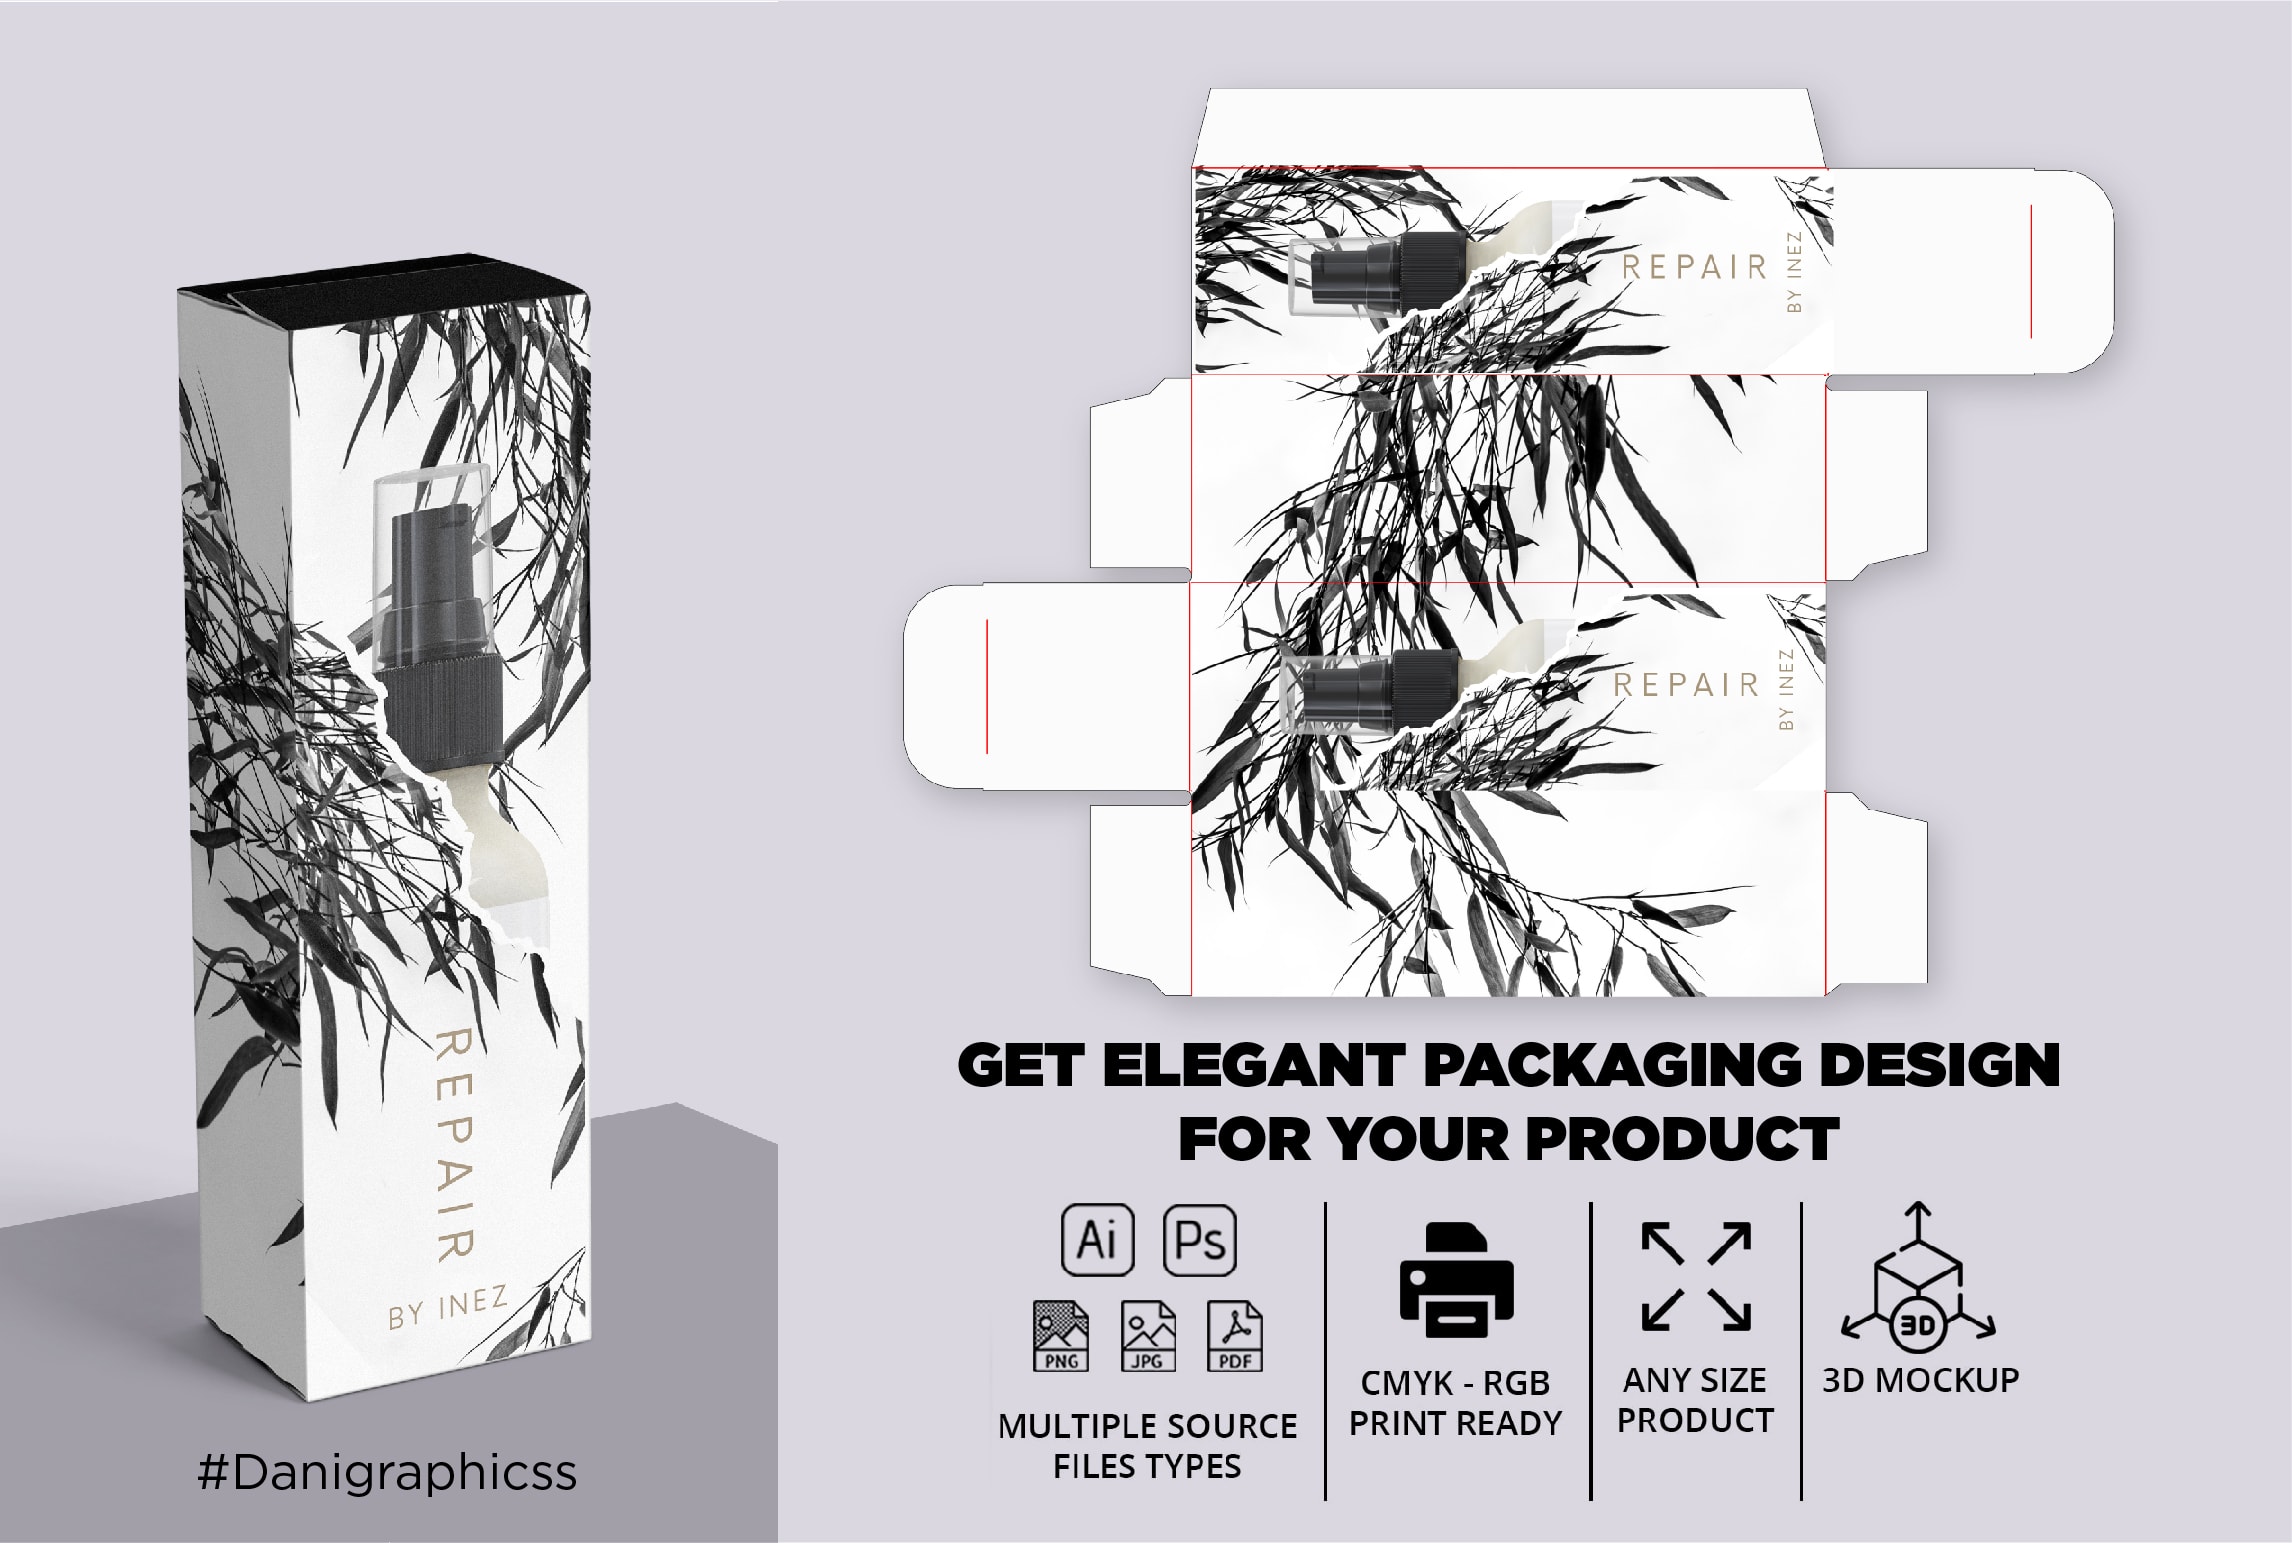 REPAIR
BY INEZ
#Danigraphicss
REPAIR
BY INEZ
REPAIR
BY INEZ
GET ELEGANT PACKAGING DESIGN
FOR YOUR PRODUCT
Ai Ps
PNG JPG PDF
MULTIPLE SOURCE
FILES TYPES
CMYK - RGB
PRINT READY
ANY SIZE
PRODUCT
3D
3D MOCKUP